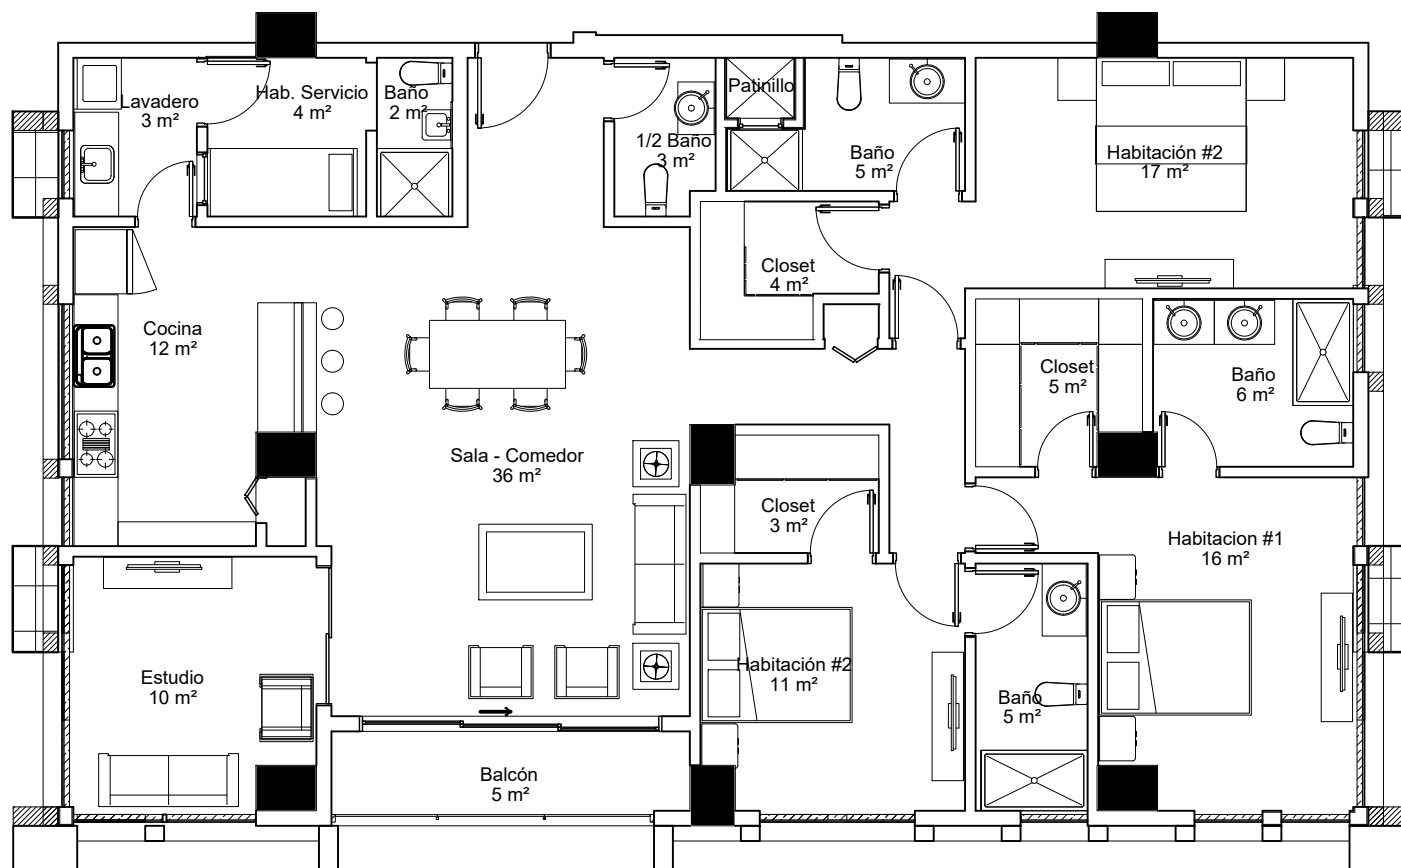 Lavadero
3 m²
Hab. Servicio
4 m²
Baño
2 m²
1/2 Baño
3 m²
Patinillo
Baño
5 m²
Habitación #2
17 m²
Closet
4 m²
Cocina
12 m²
Closet
5 m²
Baño
6 m²
Sala - Comedor
36 m²
Closet
3 m²
Habitacion #1
16 m²
Estudio
10 m²
Habitación #2
11 m²
Baño
5 m²
Balcón
5 m²